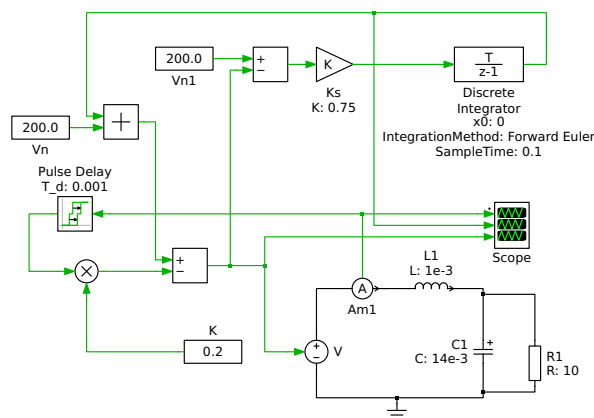 200.0
Vn1
+
−
K
Ks
K: 0.75
T
z-1
Discrete
Integrator
x0: 0
IntegrationMethod: Forward Euler
SampleTime: 0.1
200.0
Vn
+
Pulse Delay
T_d: 0.001
×
+
−
K
0.2
Scope
A
Am1
L1
L: 1e-3
+
−
V
C1
C: 14e-3
+
R1
R: 10